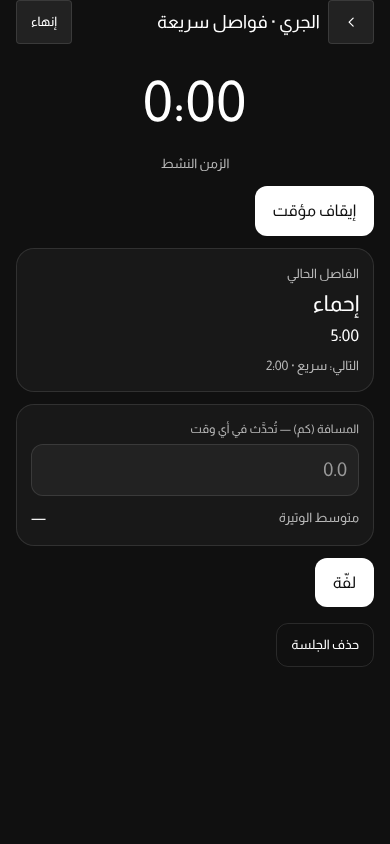 الجري · فواصل سريعة
إنهاء
0:00
الزمن النشط
إيقاف مؤقت
الفاصل الحالي
إحماء
5:00
التالي: سريع · 2:00
المسافة (كم) — تُحدَّث في أي وقت
0.0
متوسط الوتيرة —
لفّة
حذف الجلسة